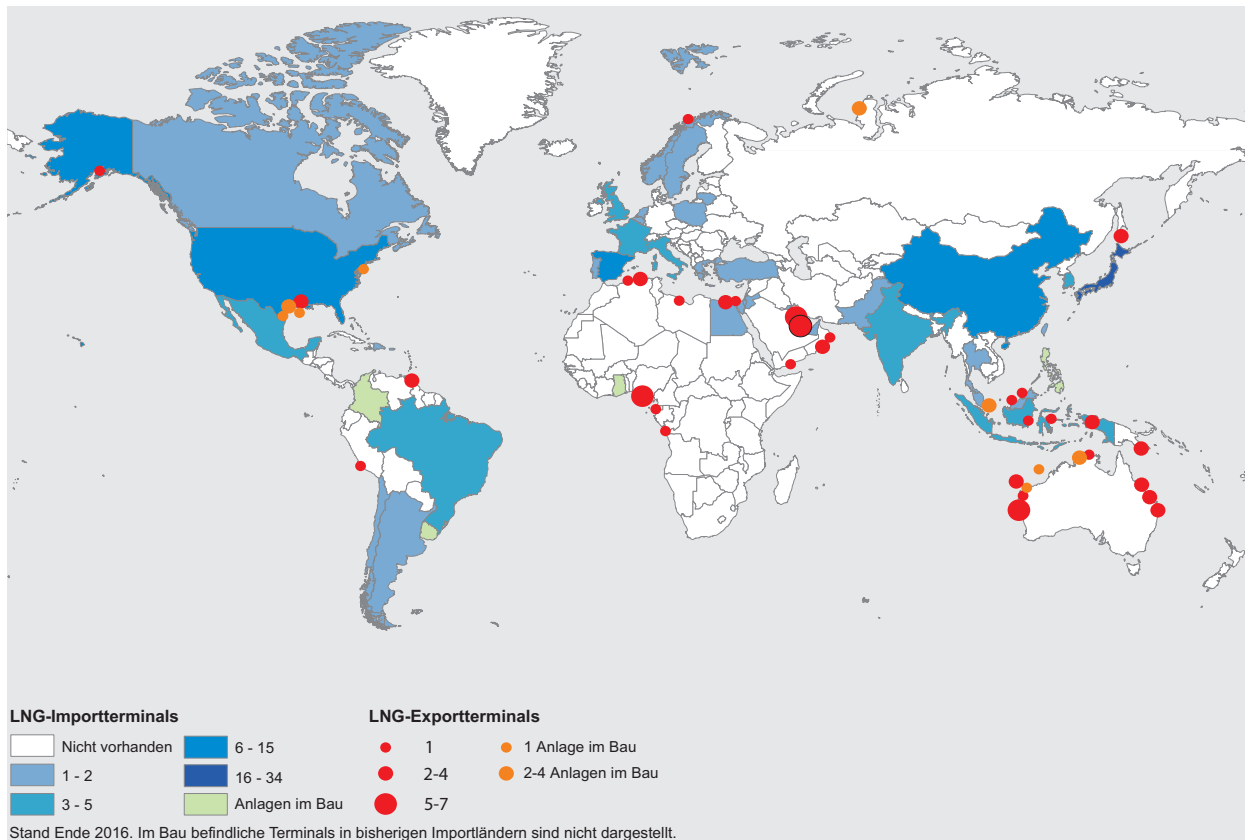 LNG-Importterminals
Nicht vorhanden
1 - 2
3 - 5
6 - 15
16 - 34
Anlagen im Bau
LNG-Exportterminals
1
2-4
5-7
1 Anlage im Bau
2-4 Anlagen im Bau
Stand Ende 2016. Im Bau befindliche Terminals in bisherigen Importländern sind nicht dargestellt.